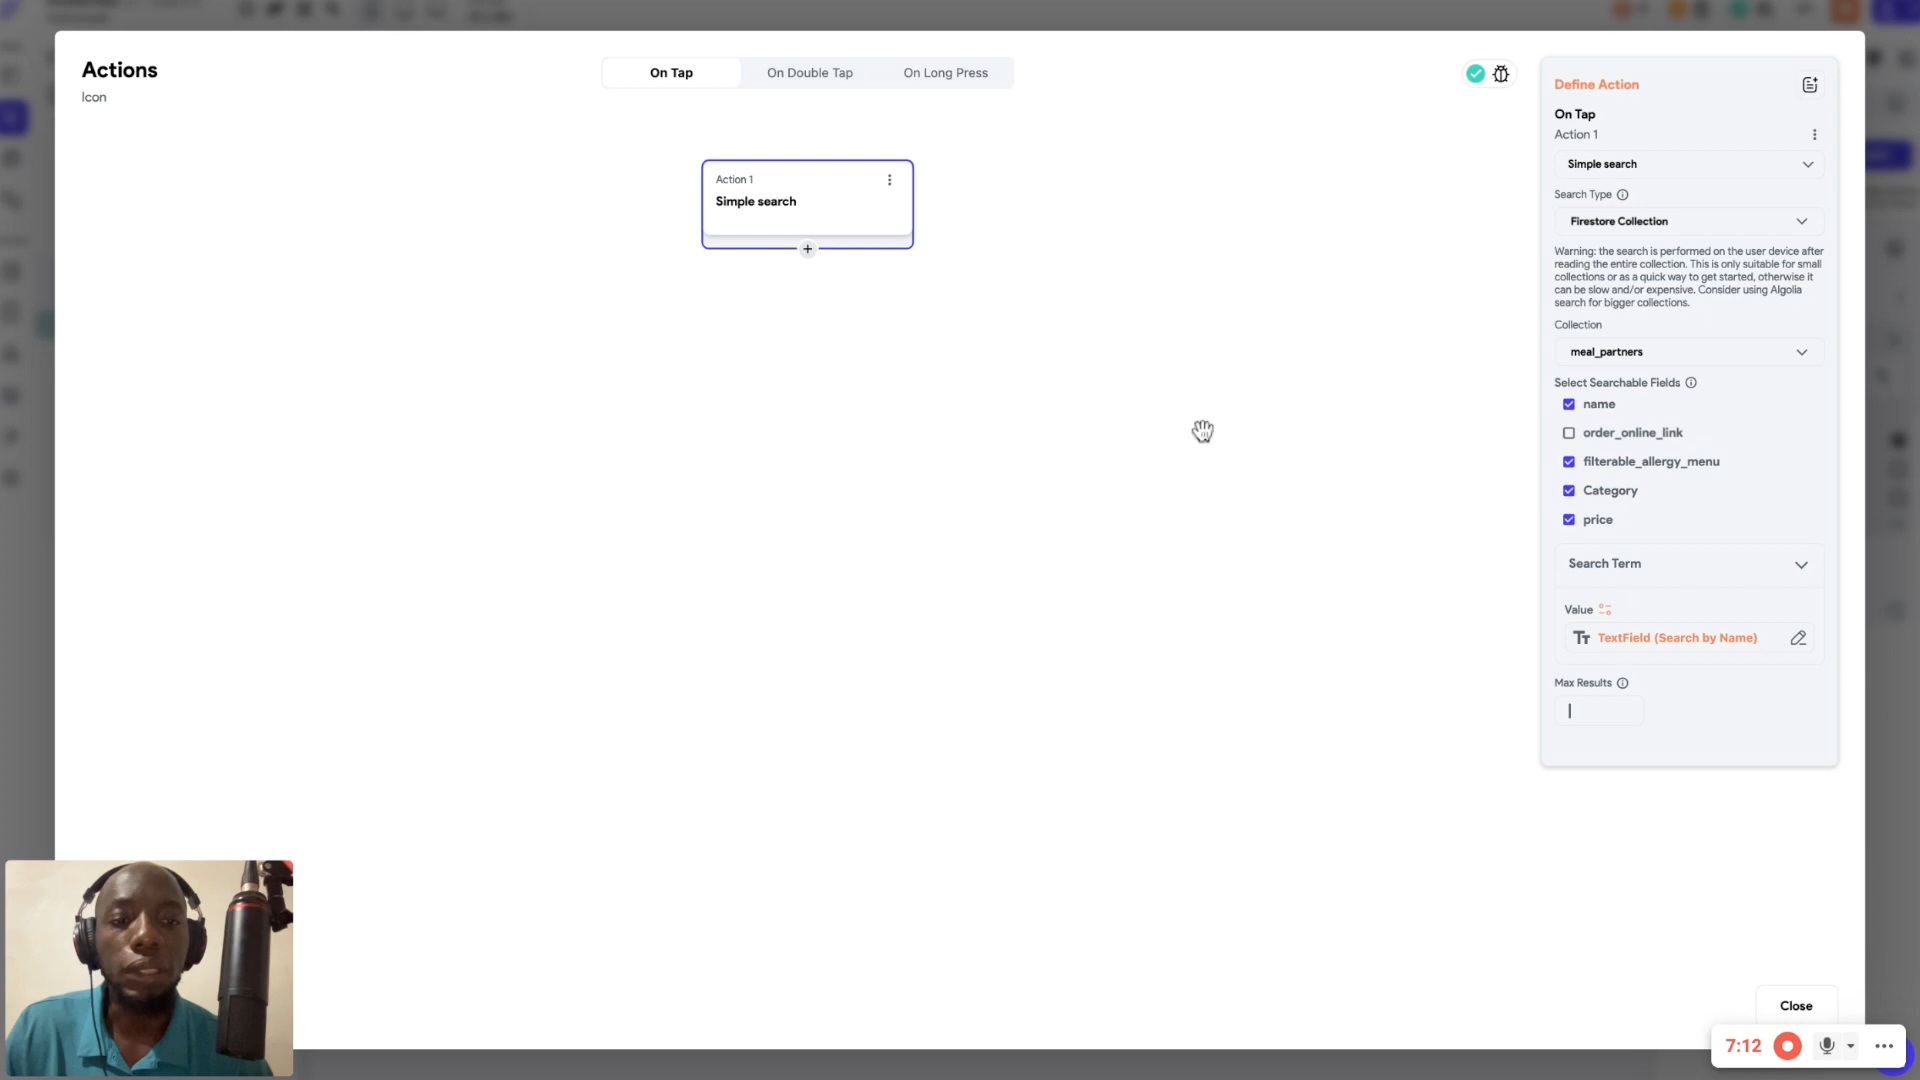 Actions
Icon
On Tap
On Double Tap
On Long Press
Action 1
Simple search
Define Action
On Tap
Action 1
Simple search
Search Type
Firestore Collection
Warning: the search is performed on the user device after
reading the entire collection. This is only suitable for small
collections or as a quick way to get started, otherwise it
can be slow and/or expensive. Consider using Algolia
search for bigger collections.
Collection
meal_partners
Select Searchable Fields
name
order_online_link
filterable_allergy_menu
Category
price
Search Term
Value
Tт TextField (Search by Name)
Max Results
Close
7:12